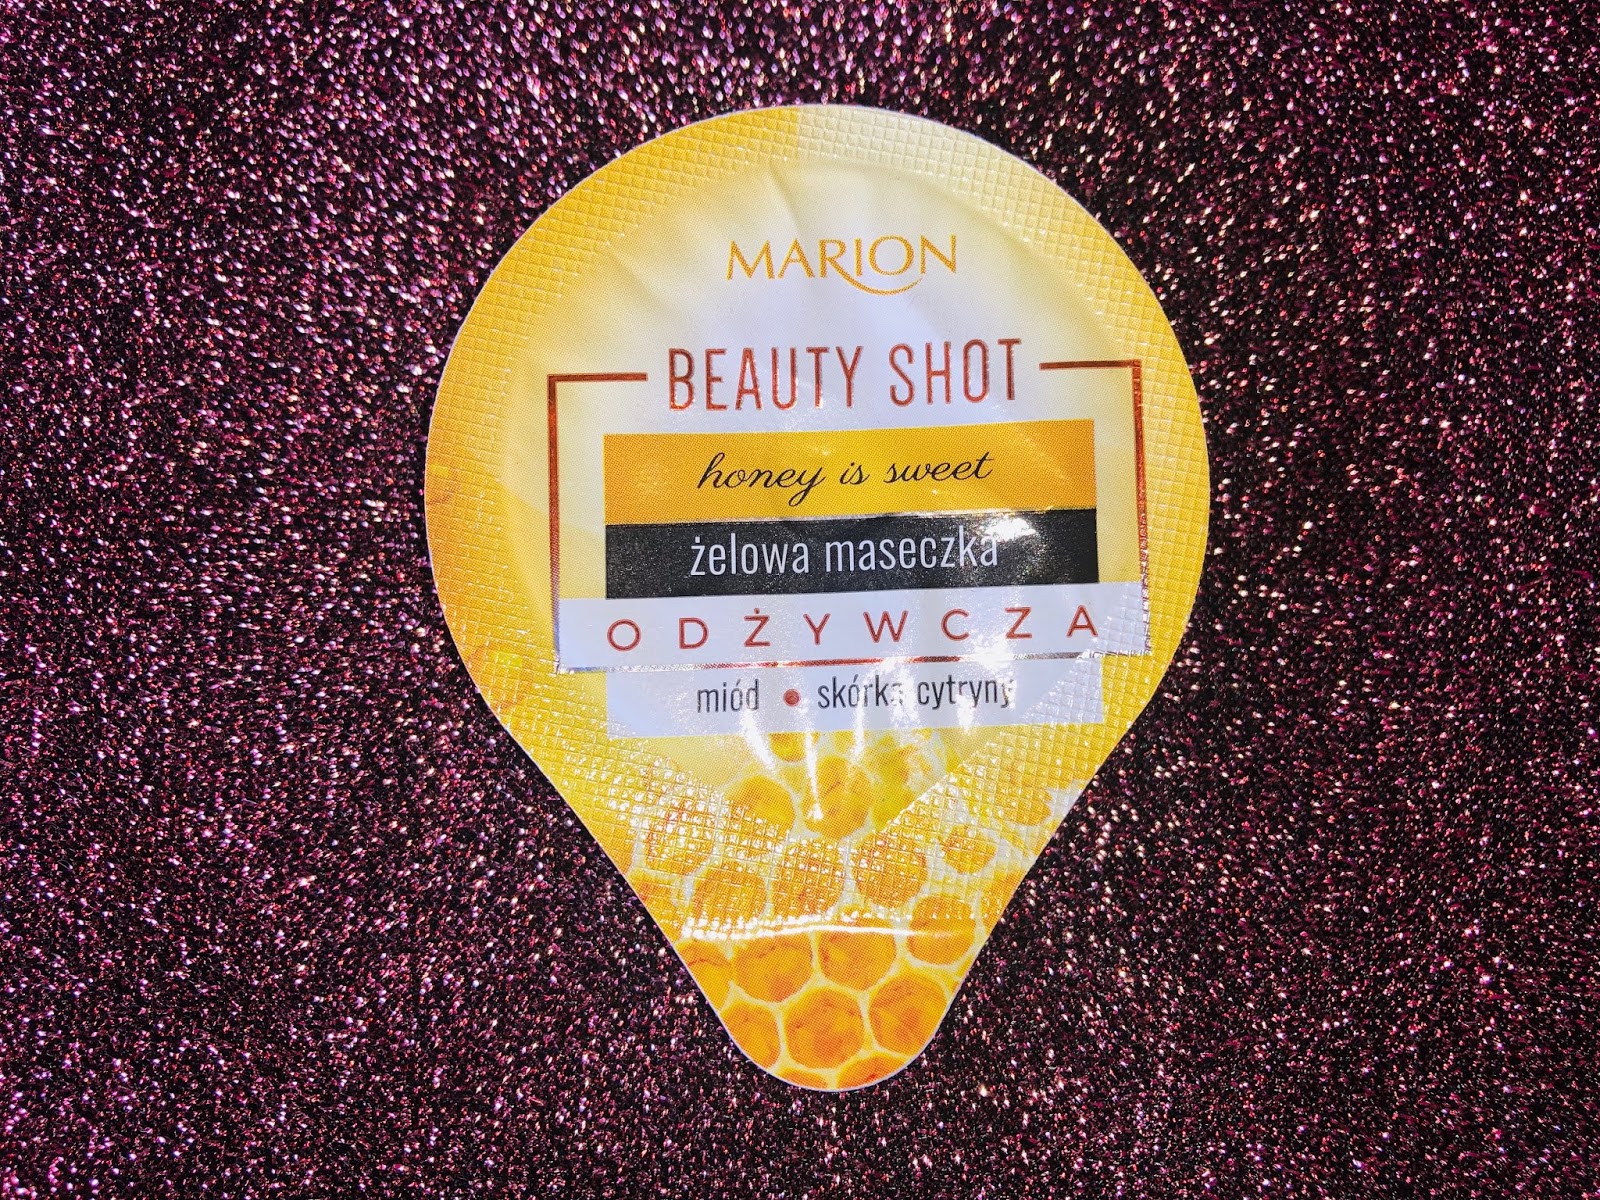 MARION
BEAUTY SHOT
honey is sweet
żelowa maseczka
ODŻYWCZA
miód • skórka cytryny